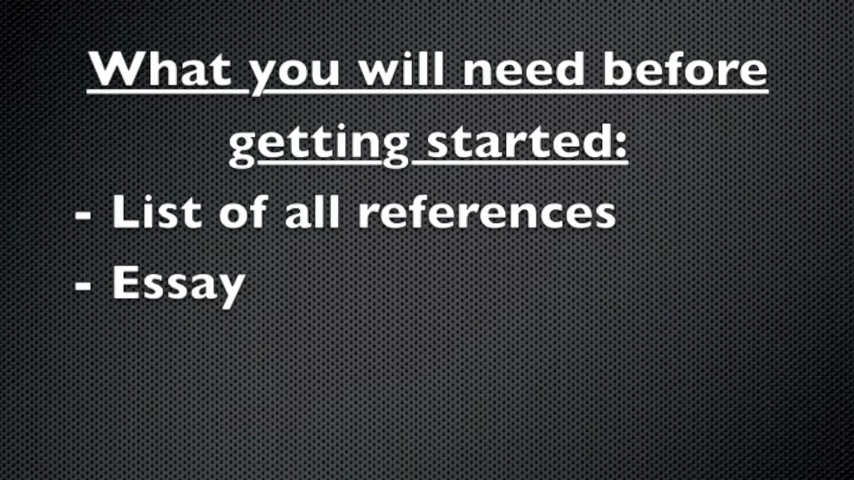 What you will need before
getting started:
- List of all references
- Essay